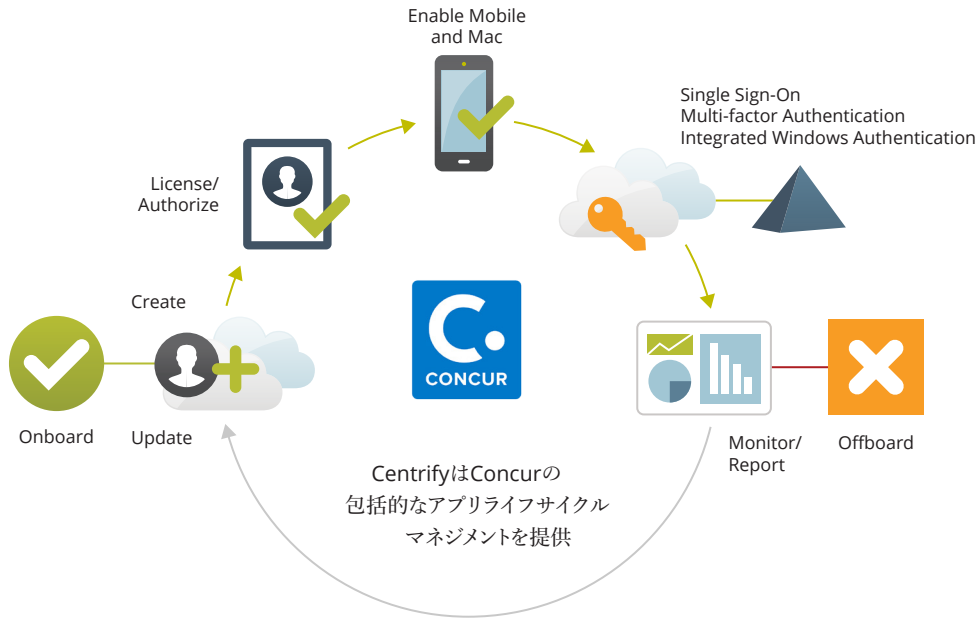 Enable Mobile
and Mac
Single Sign-On
Multi-factor Authentication
Integrated Windows Authentication
License/
Authorize
Create
CONCUR
Onboard
Update
Monitor/
Report
Offboard
CentrifyはConcurの
包括的なアプリライフサイクル
マネジメントを提供